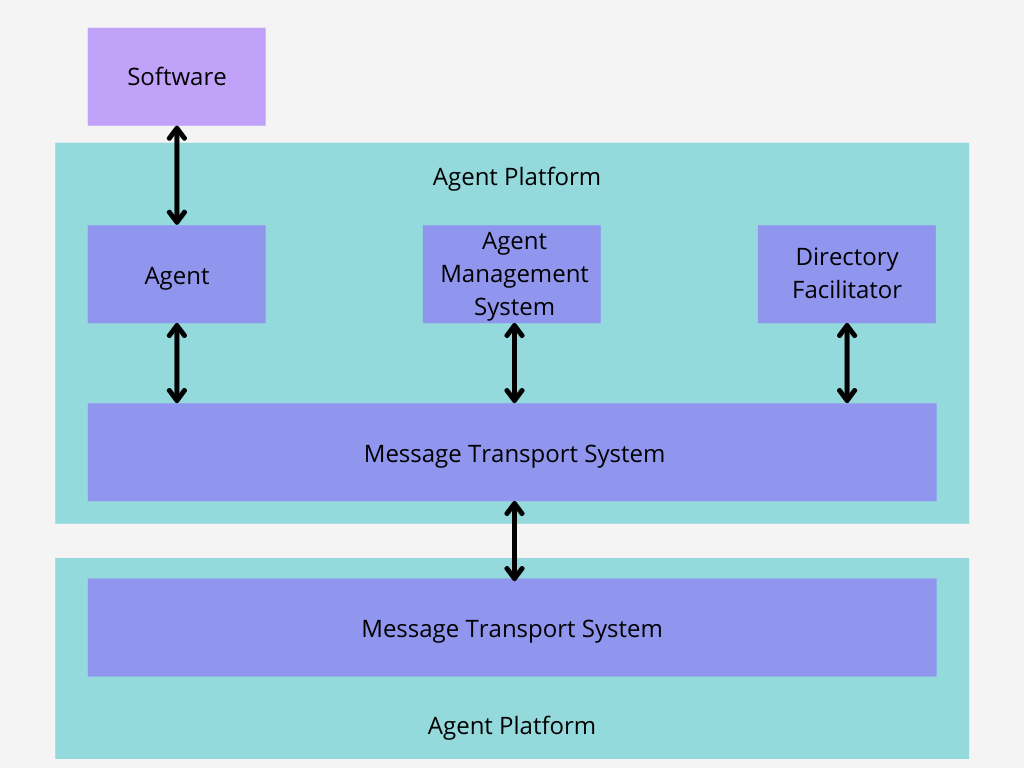 Software
Agent Platform
Agent
Agent
Management
System
Directory
Facilitator
Message Transport System
Message Transport System
Agent Platform